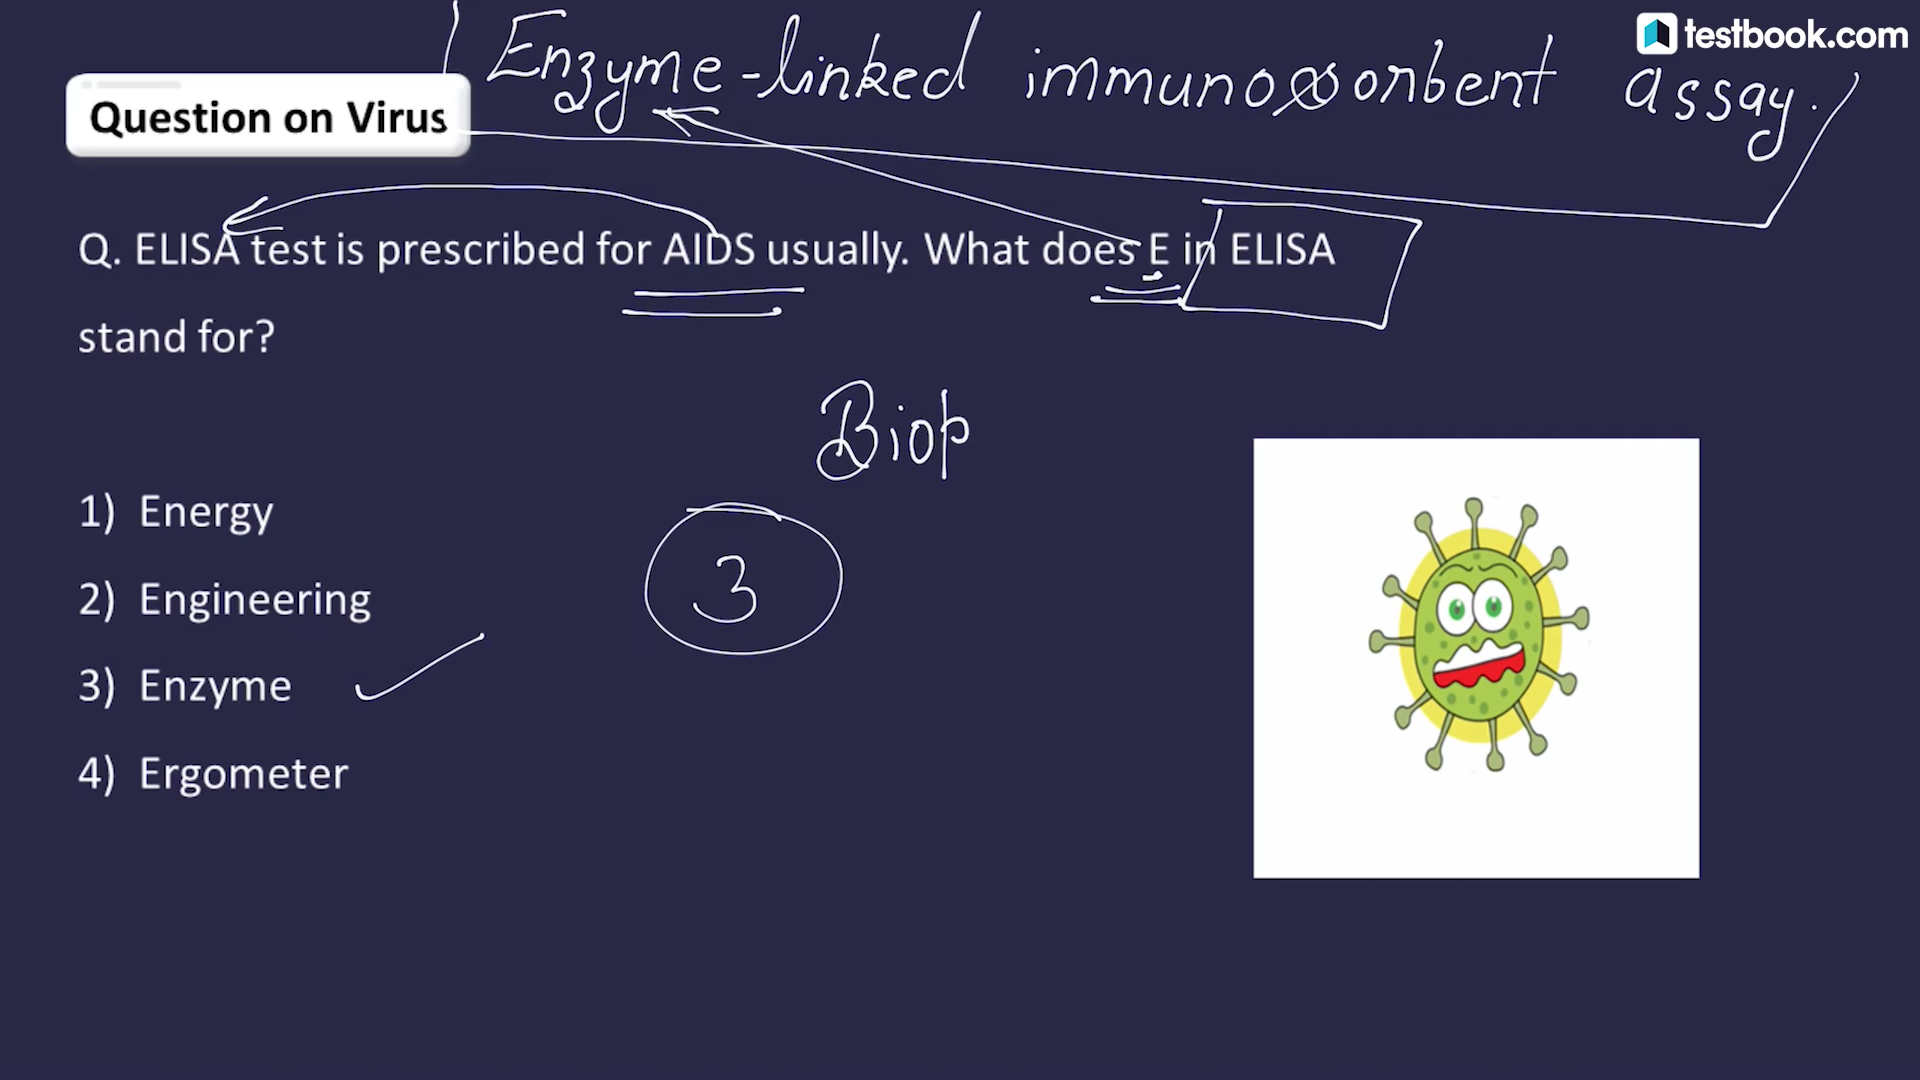 Enzyme-linked immunosorbent assay.
testbook.com
Question on Virus
Q. ELISA test is prescribed for AIDS usually. What does E in ELISA
stand for?
Biop
1) Energy
2) Engineering
3
3) Enzyme
4) Ergometer